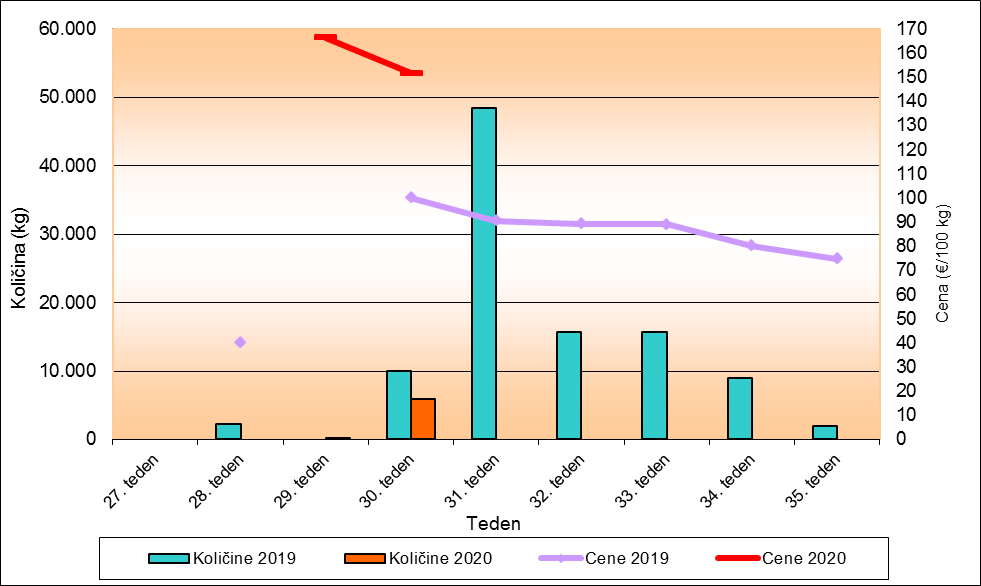 60.000
50.000
40.000
30.000
20.000
10.000
0
Količina (kg)
170
160
150
140
130
120
110
100
90
80
70
60
50
40
30
20
10
0
Cena (€/100 kg)
27. teden
28. teden
29. teden
30. teden
31. teden
32. teden
33. teden
34. teden
35. teden
Teden
Količine 2019 Količine 2020 Cene 2019 Cene 2020